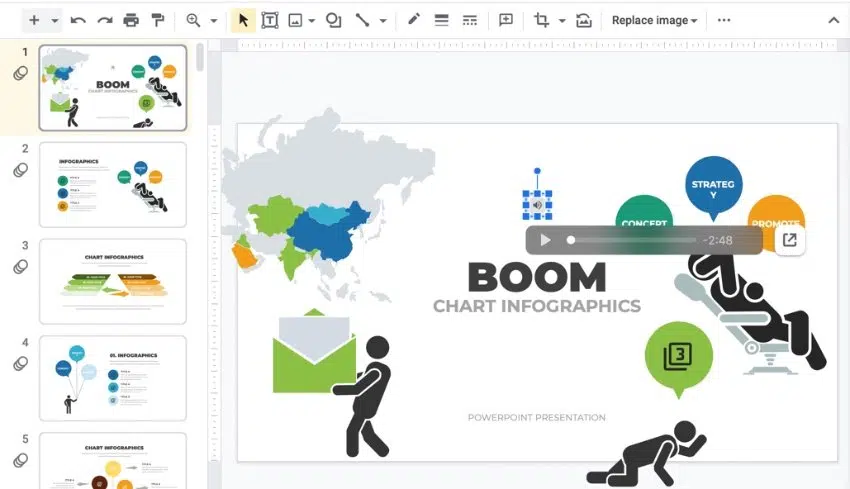 Replace image
1
BOOM
CHART INFOGRAPHICS
2
INFOGRAPHICS
3
CHART INFOGRAPHICS
4
01. INFOGRAPHICS
5
CHART INFOGRAPHICS
STRATEG
Y
CONCEPT
PROMOTE
-2:48
BOOM
CHART INFOGRAPHICS
3
POWERPOINT PRESENTATION